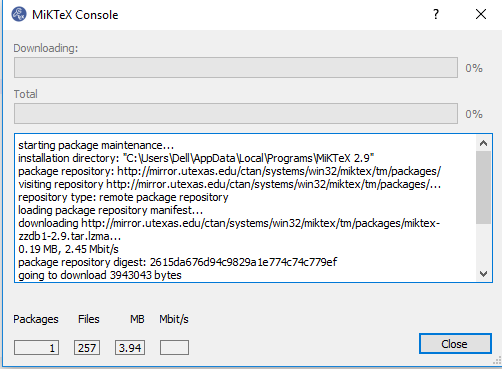 MiKTeX Console
Downloading:
0%
Total
0%
starting package maintenance...
installation directory: "C:\Users\Dell\AppData\Local\Programs\MiKTeX 2.9"
package repository: http://mirror.utexas.edu/ctan/systems/win32/miktex/tm/packages/
visiting repository http://mirror.utexas.edu/ctan/systems/win32/miktex/tm/packages/...
repository type: remote package repository
loading package repository manifest...
downloading http://mirror.utexas.edu/ctan/systems/win32/miktex/tm/packages/miktex-
zzdb1-2.9.tar.lzma...
0.19 MB, 2.45 Mbit/s
package repository digest: 2615da676d94c9829a1e774c74c779ef
going to download 3943043 bytes
Packages Files MB Mbit/s
1 257 3.94
Close